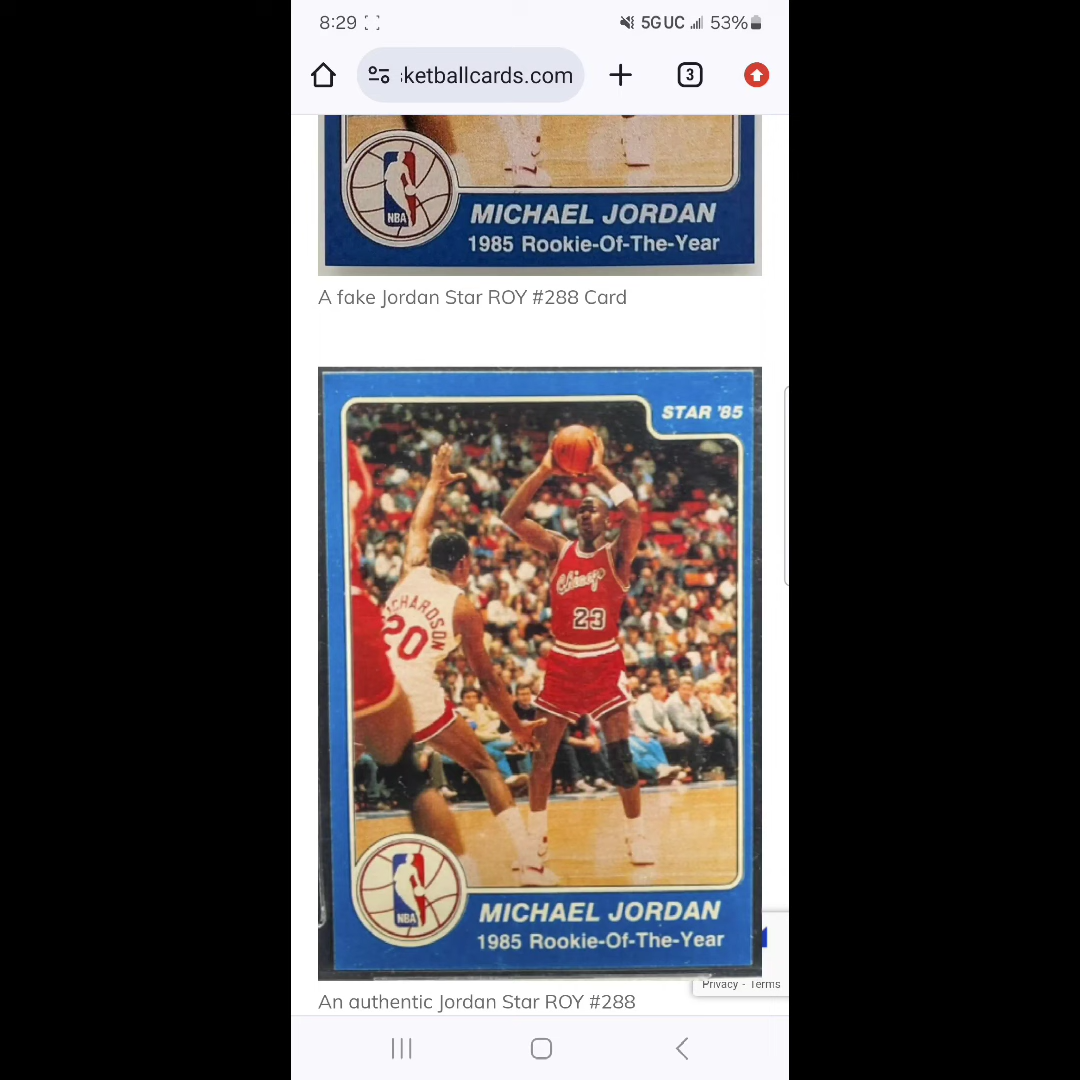 8:29
5G UC
53%
:ketballcards.com
3
NBA
MICHAEL JORDAN
1985 Rookie-Of-The-Year
A fake Jordan Star ROY #288 Card
STAR '85
Chicago
23
CHARDSON
20
NBA
MICHAEL JORDAN
1985 Rookie-Of-The-Year
Privacy - Terms
An authentic Jordan Star ROY #288